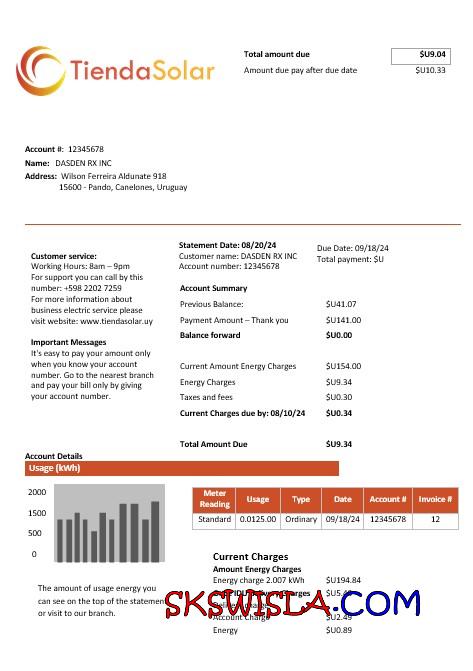 TiendaSolar
Total amount due $U9.04
Amount due pay after due date $U10.33
Account #: 12345678
Name: DASDEN RX INC
Address: Wilson Ferreira Aldunate 918
15600 - Pando, Canelones, Uruguay
Customer service:
Working Hours: 8am – 9pm
For support you can call by this
number: +598 2202 7259
For more information about
business electric service please
visit website: www.tiendasolar.uy
Important Messages
It's easy to pay your amount only
when you know your account
number. Go to the nearest branch
and pay your bill only by giving
your account number.
Statement Date: 08/20/24
Customer name: DASDEN RX INC
Account number: 12345678
Due Date: 09/18/24
Total payment: $U
Account Summary
Previous Balance: $U41.07
Payment Amount – Thank you $U141.00
Balance forward $U0.00
Current Amount Energy Charges $U154.00
Energy Charges $U9.34
Taxes and fees $U0.30
Current Charges due by: 08/10/24 $U0.34
Total Amount Due $U9.34
Account Details
Usage (kWh)
2000
1500
500
0
The amount of usage energy you
can see on the top of the statement
or visit to our branch.
Meter Reading Usage Type Date Account # Invoice #
Standard 0.0125.00 Ordinary 09/18/24 12345678 12
Current Charges
Amount Energy Charges
Energy charge 2.007 kWh $U194.84
Charges
Account Charge $U2.49
Energy $U0.89
SKSWISLA.COM